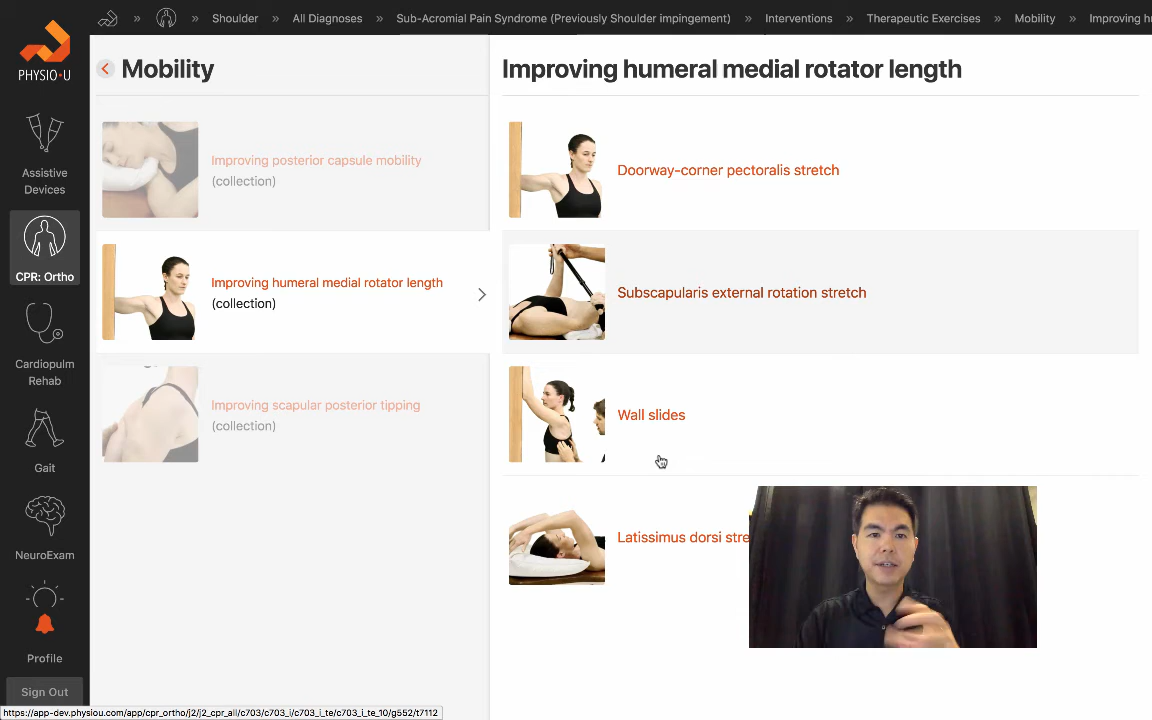 » » Shoulder » All Diagnoses » Sub-Acromial Pain Syndrome (Previously Shoulder impingement) » Interventions » Therapeutic Exercises » Mobility »
PHYSIO•U
Assistive
Devices
CPR: Ortho
Cardiopulm
Rehab
Gait
NeuroExam
Profile
Sign Out
Mobility
Improving posterior capsule mobility
(collection)
Improving humeral medial rotator length
(collection)
Improving scapular posterior tipping
(collection)
Improving humeral medial rotator length
Doorway-corner pectoralis stretch
Subscapularis external rotation stretch
Wall slides
Latissimus dorsi
https://app-dev.physiou.com/app/cpr_ortho/j2/j2_cpr_all/c703/c703_i/c703_i_te/c703_i_te_10/g552/t7112